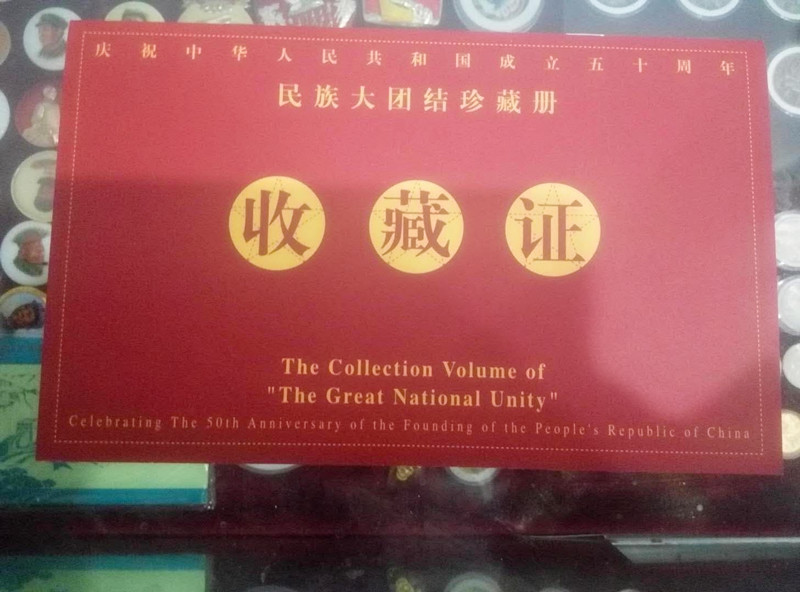 庆祝中华人民共和国成立五十周年
民族大团结珍藏册
收藏证
The Collection Volume of
"The Great National Unity"
Celebrating The 50th Anniversary of the Founding of the People's Republic of China